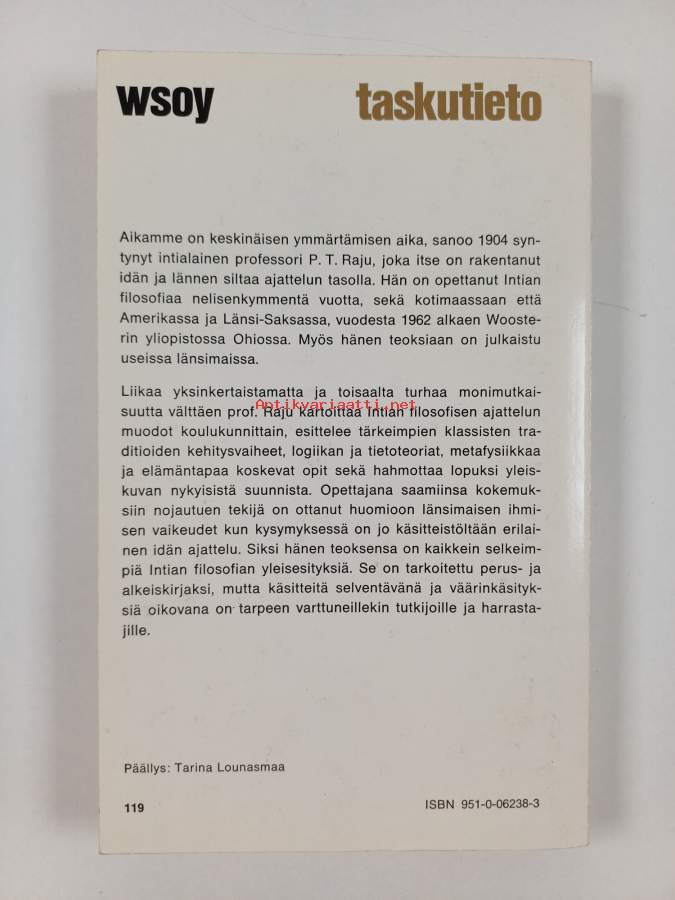 wsoy taskutieto
Aikamme on keskinäisen ymmärtämisen aika, sanoo 1904 syn-
tynyt intialainen professori P. T. Raju, joka itse on rakentanut
idän ja lännen siltaa ajattelun tasolla. Hän on opettanut Intian
filosofiaa nelisenkymmentä vuotta, sekä kotimaassaan että
Amerikassa ja Länsi-Saksassa, vuodesta 1962 alkaen Wooste-
rin yliopistossa Ohiossa. Myös hänen teoksiaan on julkaistu
useissa länsimaissa.
Liikaa yksinkertaistamatta ja toisaalta turhaa monimutkai-
suutta välttäen prof. Raju kartoittaa Intian filosofisen ajattelun
Antikvariaatti.net
muodot koulukunnittain, esittelee tärkeimpien klassisten tra-
ditioiden kehitysvaiheet, logiikan ja tietoteoriat, metafysiikkaa
ja elämäntapaa koskevat opit sekä hahmottaa lopuksi yleis-
kuvan nykyisistä suunnista. Opettajana saamiinsa kokemuk-
siin nojautuen tekijä on ottanut huomioon länsimaisen ihmi-
sen vaikeudet kun kysymyksessä on jo käsitteistöltään erilai-
nen idän ajattelu. Siksi hänen teoksensa on kaikkein selkeim-
piä Intian filosofian yleisesityksiä. Se on tarkoitettu perus- ja
alkeiskirjaksi, mutta käsitteitä selventävänä ja väärinkäsityk-
siä oikovana on tarpeen varttuneillekin tutkijoille ja harrasta-
jille.
Päällys: Tarina Lounasmaa
119 ISBN 951-0-06238-3